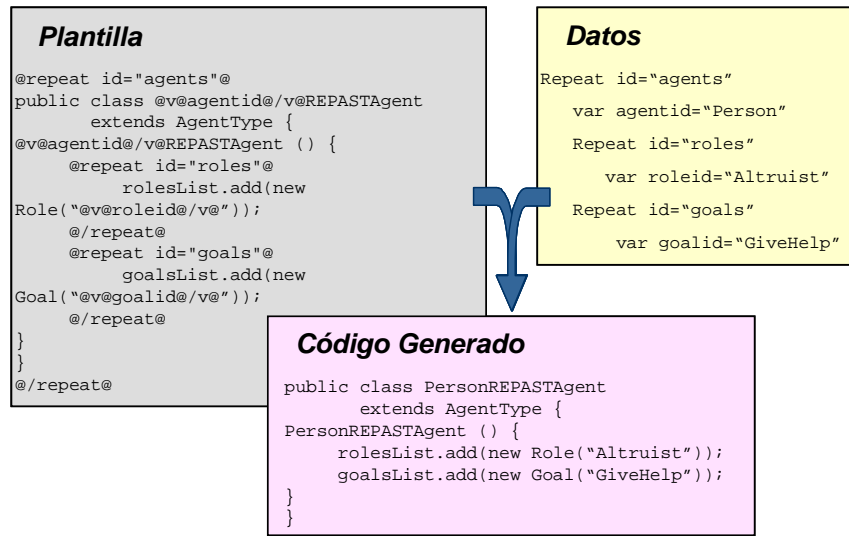 Plantilla
@repeat id="agents"@
public class @v@agentid@/v@REPASTAgent
extends AgentType {
@v@agentid@/v@REPASTAgent () {
@repeat id="roles"@
rolesList.add(new
Role(“@v@roleid@/v@”));
@/repeat@
@repeat id="goals"@
goalsList.add(new
Goal(“@v@goalid@/v@”));
@/repeat@
}
}
@/repeat@
Datos
Repeat id=“agents”
var agentid=“Person”
Repeat id=“roles”
var roleid=“Altruist”
Repeat id=“goals”
var goalid=“GiveHelp”
Código Generado
public class PersonREPASTAgent
extends AgentType {
PersonREPASTAgent () {
rolesList.add(new Role(“Altruist”));
goalsList.add(new Goal(“GiveHelp”));
}
}